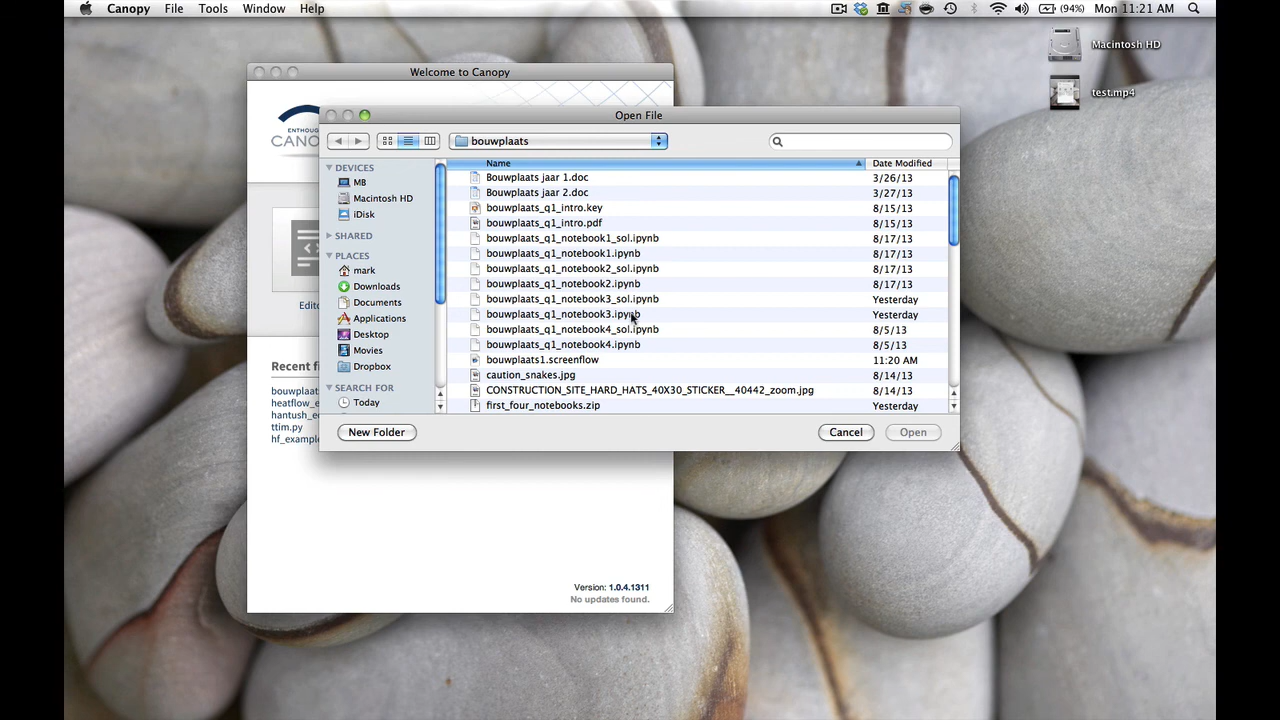 Canopy File Tools Window Help (94%) Mon 11:21 AM
Macintosh HD
test.mp4
Welcome to Canopy
ENTHOUG
CANO
Edito
Recent fi
bouwplaats
heatflow_e
hantush_e
ttim.py
hf_example
Version: 1.0.4.1311
No updates found.
Open File
bouwplaats
DEVICES
MB
Macintosh HD
iDisk
SHARED
PLACES
mark
Downloads
Documents
Applications
Desktop
Movies
Dropbox
SEARCH FOR
Today
Name Date Modified
Bouwplaats jaar 1.doc 3/26/13
Bouwplaats jaar 2.doc 3/27/13
bouwplaats_q1_intro.key 8/15/13
bouwplaats_q1_intro.pdf 8/15/13
bouwplaats_q1_notebook1_sol.ipynb 8/17/13
bouwplaats_q1_notebook1.ipynb 8/17/13
bouwplaats_q1_notebook2_sol.ipynb 8/17/13
bouwplaats_q1_notebook2.ipynb 8/17/13
bouwplaats_q1_notebook3_sol.ipynb Yesterday
bouwplaats_q1_notebook3.ipynb Yesterday
bouwplaats_q1_notebook4_sol.ipynb 8/5/13
bouwplaats_q1_notebook4.ipynb 8/5/13
bouwplaats1.screenflow 11:20 AM
caution_snakes.jpg 8/14/13
CONSTRUCTION_SITE_HARD_HATS_40X30_STICKER__40442_zoom.jpg 8/14/13
first_four_notebooks.zip Yesterday
New Folder Cancel Open